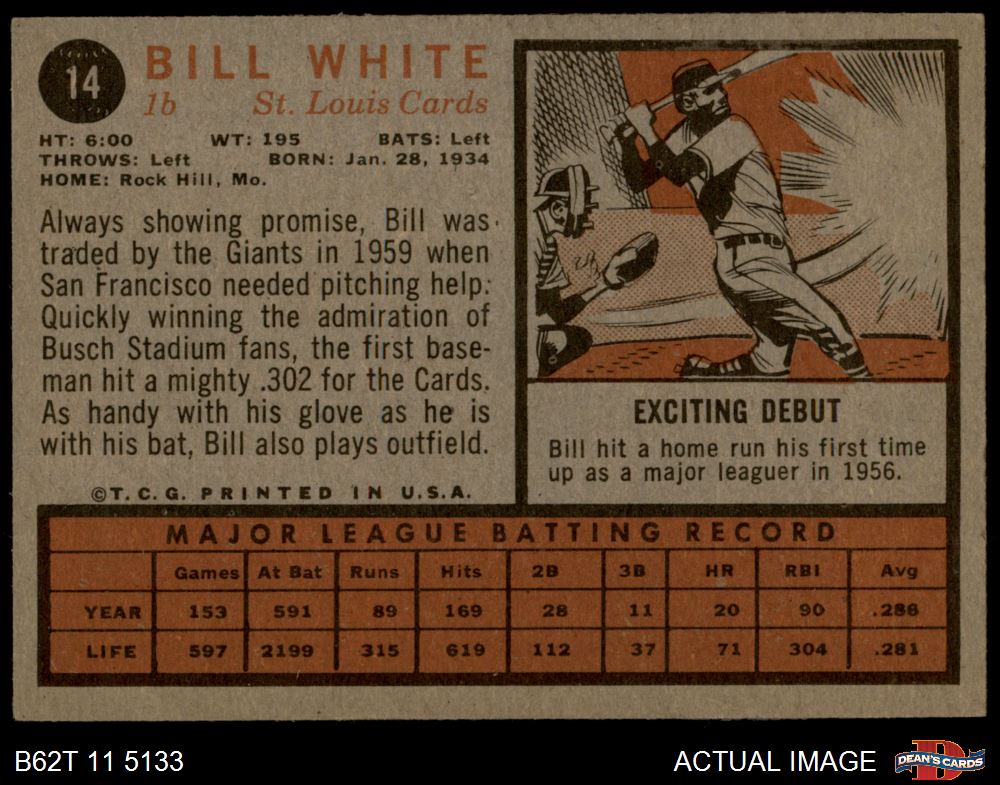 14
BILL WHITE
1b St. Louis Cards
HT: 6:00 WT: 195 BATS: Left
THROWS: Left BORN: Jan. 28, 1934
HOME: Rock Hill, Mo.
Always showing promise, Bill was
traded by the Giants in 1959 when
San Francisco needed pitching help.
Quickly winning the admiration of
Busch Stadium fans, the first base-
man hit a mighty .302 for the Cards.
As handy with his glove as he is
with his bat, Bill also plays outfield.
©T.C.G. PRINTED IN U.S.A.
EXCITING DEBUT
Bill hit a home run his first time
up as a major leaguer in 1956.
MAJOR LEAGUE BATTING RECORD
Games At Bat Runs Hits 2B 3B HR RBI Avg
YEAR 153 591 89 169 28 11 20 90 .286
LIFE 597 2199 315 619 112 37 71 304 .281
B62T 11 5133
ACTUAL IMAGE
DEAN'S CARDS